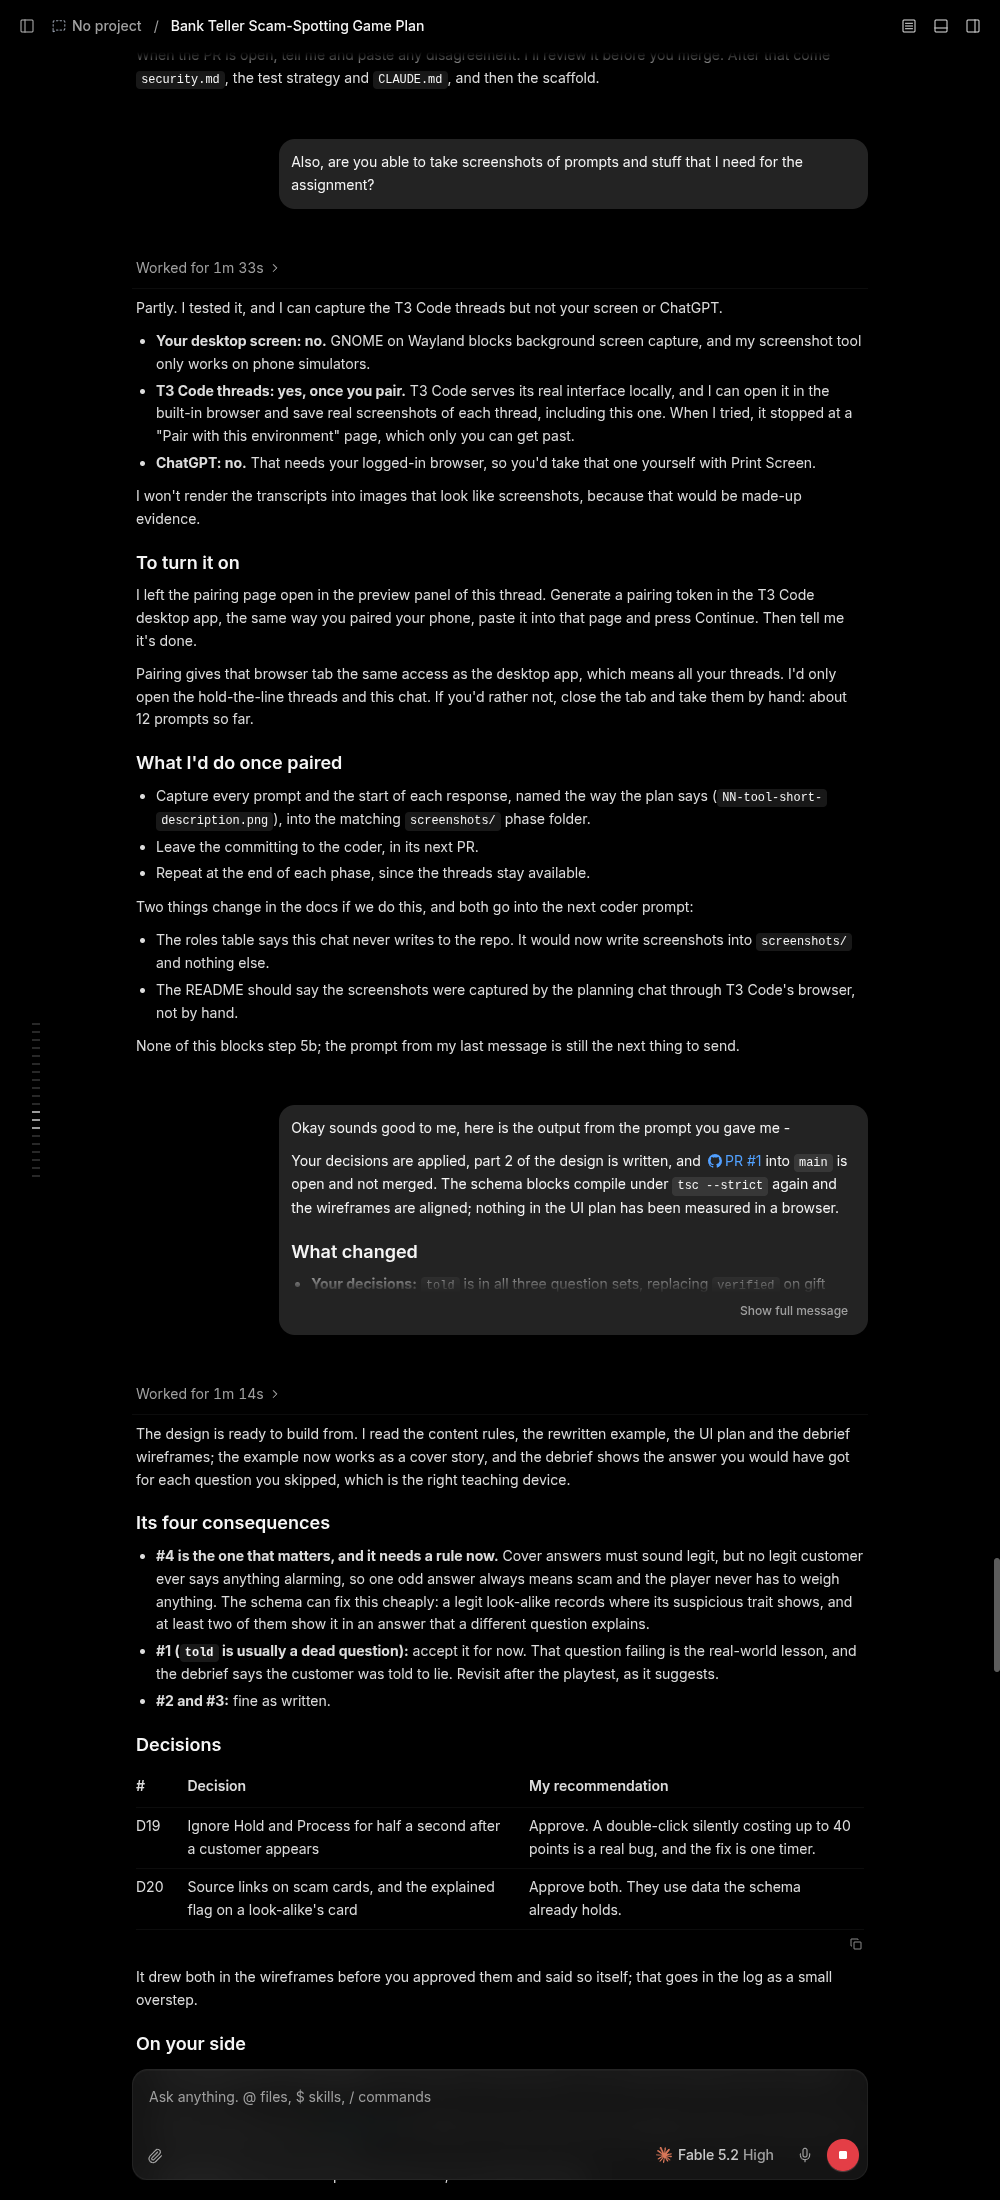 No project / Bank Teller Scam-Spotting Game Plan
When the PR is open, tell me and paste any disagreement. I'll review it before you merge. After that come
security.md, the test strategy and CLAUDE.md, and then the scaffold.
Also, are you able to take screenshots of prompts and stuff that I need for the
assignment?
Worked for 1m 33s
Partly. I tested it, and I can capture the T3 Code threads but not your screen or ChatGPT.
• Your desktop screen: no. GNOME on Wayland blocks background screen capture, and my screenshot tool
only works on phone simulators.
• T3 Code threads: yes, once you pair. T3 Code serves its real interface locally, and I can open it in the
built-in browser and save real screenshots of each thread, including this one. When I tried, it stopped at a
"Pair with this environment" page, which only you can get past.
• ChatGPT: no. That needs your logged-in browser, so you'd take that one yourself with Print Screen.
I won't render the transcripts into images that look like screenshots, because that would be made-up
evidence.
To turn it on
I left the pairing page open in the preview panel of this thread. Generate a pairing token in the T3 Code
desktop app, the same way you paired your phone, paste it into that page and press Continue. Then tell me
it's done.
Pairing gives that browser tab the same access as the desktop app, which means all your threads. I'd only
open the hold-the-line threads and this chat. If you'd rather not, close the tab and take them by hand: about
12 prompts so far.
What I'd do once paired
• Capture every prompt and the start of each response, named the way the plan says (NN-tool-short-
description.png), into the matching screenshots/ phase folder.
• Leave the committing to the coder, in its next PR.
• Repeat at the end of each phase, since the threads stay available.
Two things change in the docs if we do this, and both go into the next coder prompt:
• The roles table says this chat never writes to the repo. It would now write screenshots into screenshots/
and nothing else.
• The README should say the screenshots were captured by the planning chat through T3 Code's browser,
not by hand.
None of this blocks step 5b; the prompt from my last message is still the next thing to send.
Okay sounds good to me, here is the output from the prompt you gave me -
Your decisions are applied, part 2 of the design is written, and PR #1 into main is
open and not merged. The schema blocks compile under tsc --strict again and
the wireframes are aligned; nothing in the UI plan has been measured in a browser.
What changed
• Your decisions: told is in all three question sets, replacing verified on gift
Show full message
Worked for 1m 14s
The design is ready to build from. I read the content rules, the rewritten example, the UI plan and the debrief
wireframes; the example now works as a cover story, and the debrief shows the answer you would have got
for each question you skipped, which is the right teaching device.
Its four consequences
• #4 is the one that matters, and it needs a rule now. Cover answers must sound legit, but no legit customer
ever says anything alarming, so one odd answer always means scam and the player never has to weigh
anything. The schema can fix this cheaply: a legit look-alike records where its suspicious trait shows, and
at least two of them show it in an answer that a different question explains.
• #1 (told is usually a dead question): accept it for now. That question failing is the real-world lesson, and
the debrief says the customer was told to lie. Revisit after the playtest, as it suggests.
• #2 and #3: fine as written.
Decisions
# Decision My recommendation
D19 Ignore Hold and Process for half a second after Approve. A double-click silently costing up to 40
a customer appears points is a real bug, and the fix is one timer.
D20 Source links on scam cards, and the explained Approve both. They use data the schema
flag on a look-alike's card already holds.
It drew both in the wireframes before you approved them and said so itself; that goes in the log as a small
overstep.
On your side
Ask anything. @ files, $ skills, / commands
Fable 5.2 High